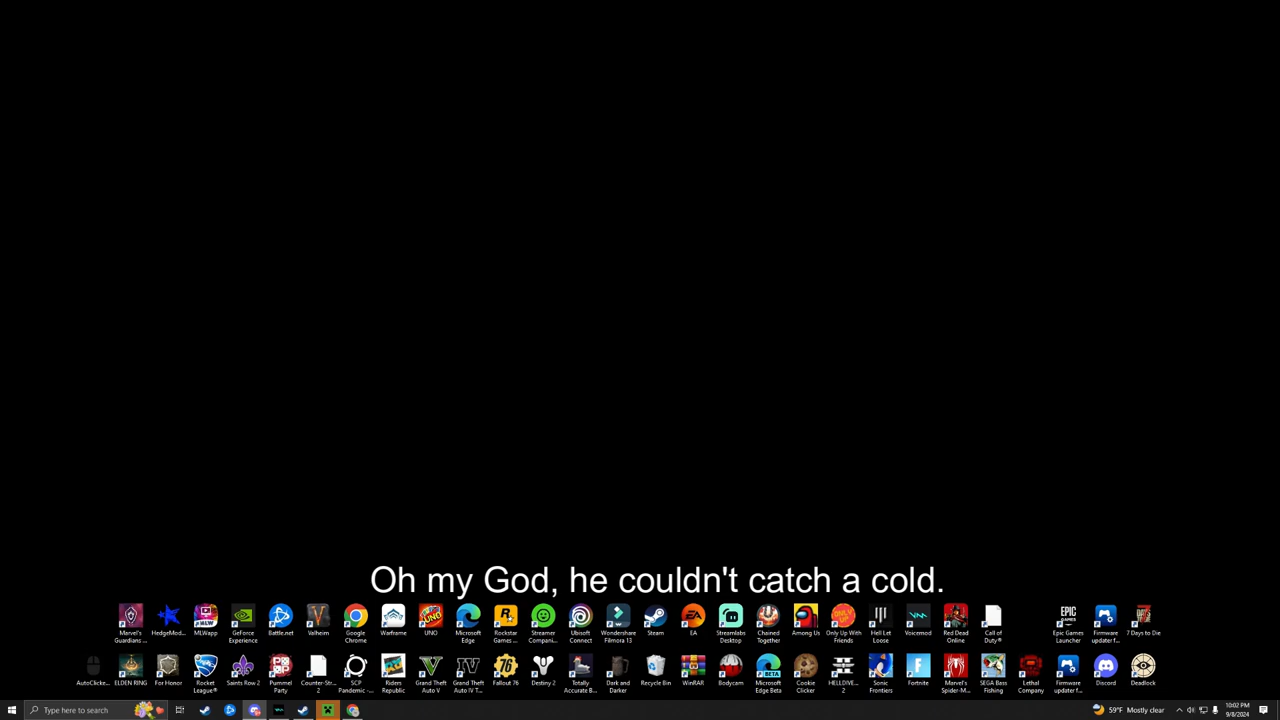 Oh my God, he couldn't catch a cold.
Marvel's Guardians ... HedgeMod... MLWapp GeForce Experience Battle.net Valheim Google Chrome Warframe UNO Microsoft Edge Rockstar Games ... Streamer Compani... Ubisoft Connect Wondershare Filmora 13 Steam EA Streamlabs Desktop Chained Together Among Us Only Up With Friends Hell Let Loose Voicemod Red Dead Online Call of Duty® Epic Games Launcher Firmware updater f... 7 Days to Die
AutoClicke... ELDEN RING For Honor Rocket League® Saints Row 2 Pummel Party Counter-Str... 2 SCP Pandemic -... Riders Republic Grand Theft Auto V Grand Theft Auto IV T... Fallout 76 Destiny 2 Totally Accurate B... Dark and Darker Recycle Bin WinRAR Bodycam Microsoft Edge Beta Cookie Clicker HELLDIVE... 2 Sonic Frontiers Fortnite Marvel's Spider-M... SEGA Bass Fishing Lethal Company Firmware updater f... Discord Deadlock
Type here to search
59°F Mostly clear
10:02 PM
9/8/2024